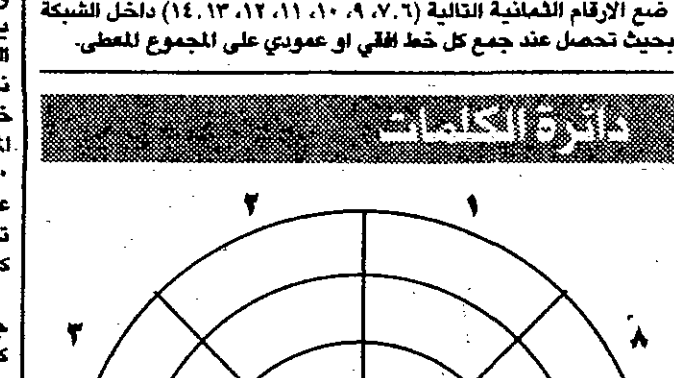 ضع الارقام الثمانية التالية (٦.٧، ٩، ١٠، ١١، ١٢، ١٣. ١٤) داخل الشبكة
بحيث تحصل عند جمع كل خط افقي او عمودي على المجموع المعطى.
دائرة الكلمات
٢ ١
٣ ٨